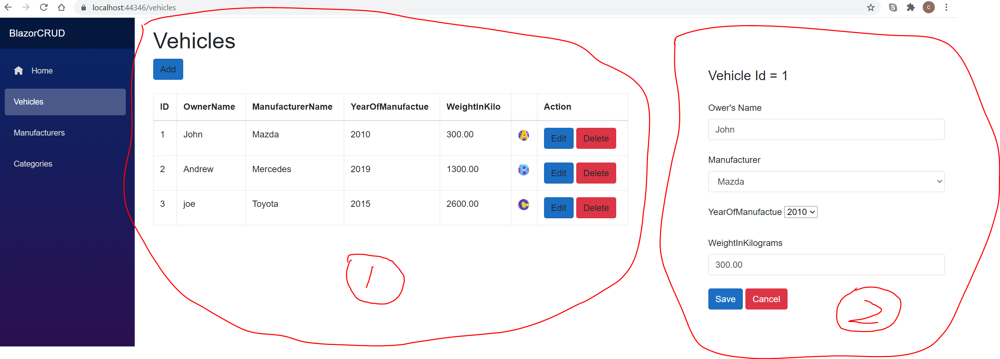 localhost:44346/vehicles
S
C
BlazorCRUD
Home
Vehicles
Manufacturers
Categories
Vehicles
Add
ID OwnerName ManufacturerName YearOfManufactue WeightInKilo Action
1 John Mazda 2010 300.00 A Edit Delete
2 Andrew Mercedes 2019 1300.00 B Edit Delete
3 joe Toyota 2015 2600.00 C Edit Delete
1
Vehicle Id = 1
Ower's Name
John
Manufacturer
Mazda
YearOfManufactue 2010
WeightInKilograms
300.00
Save Cancel
2